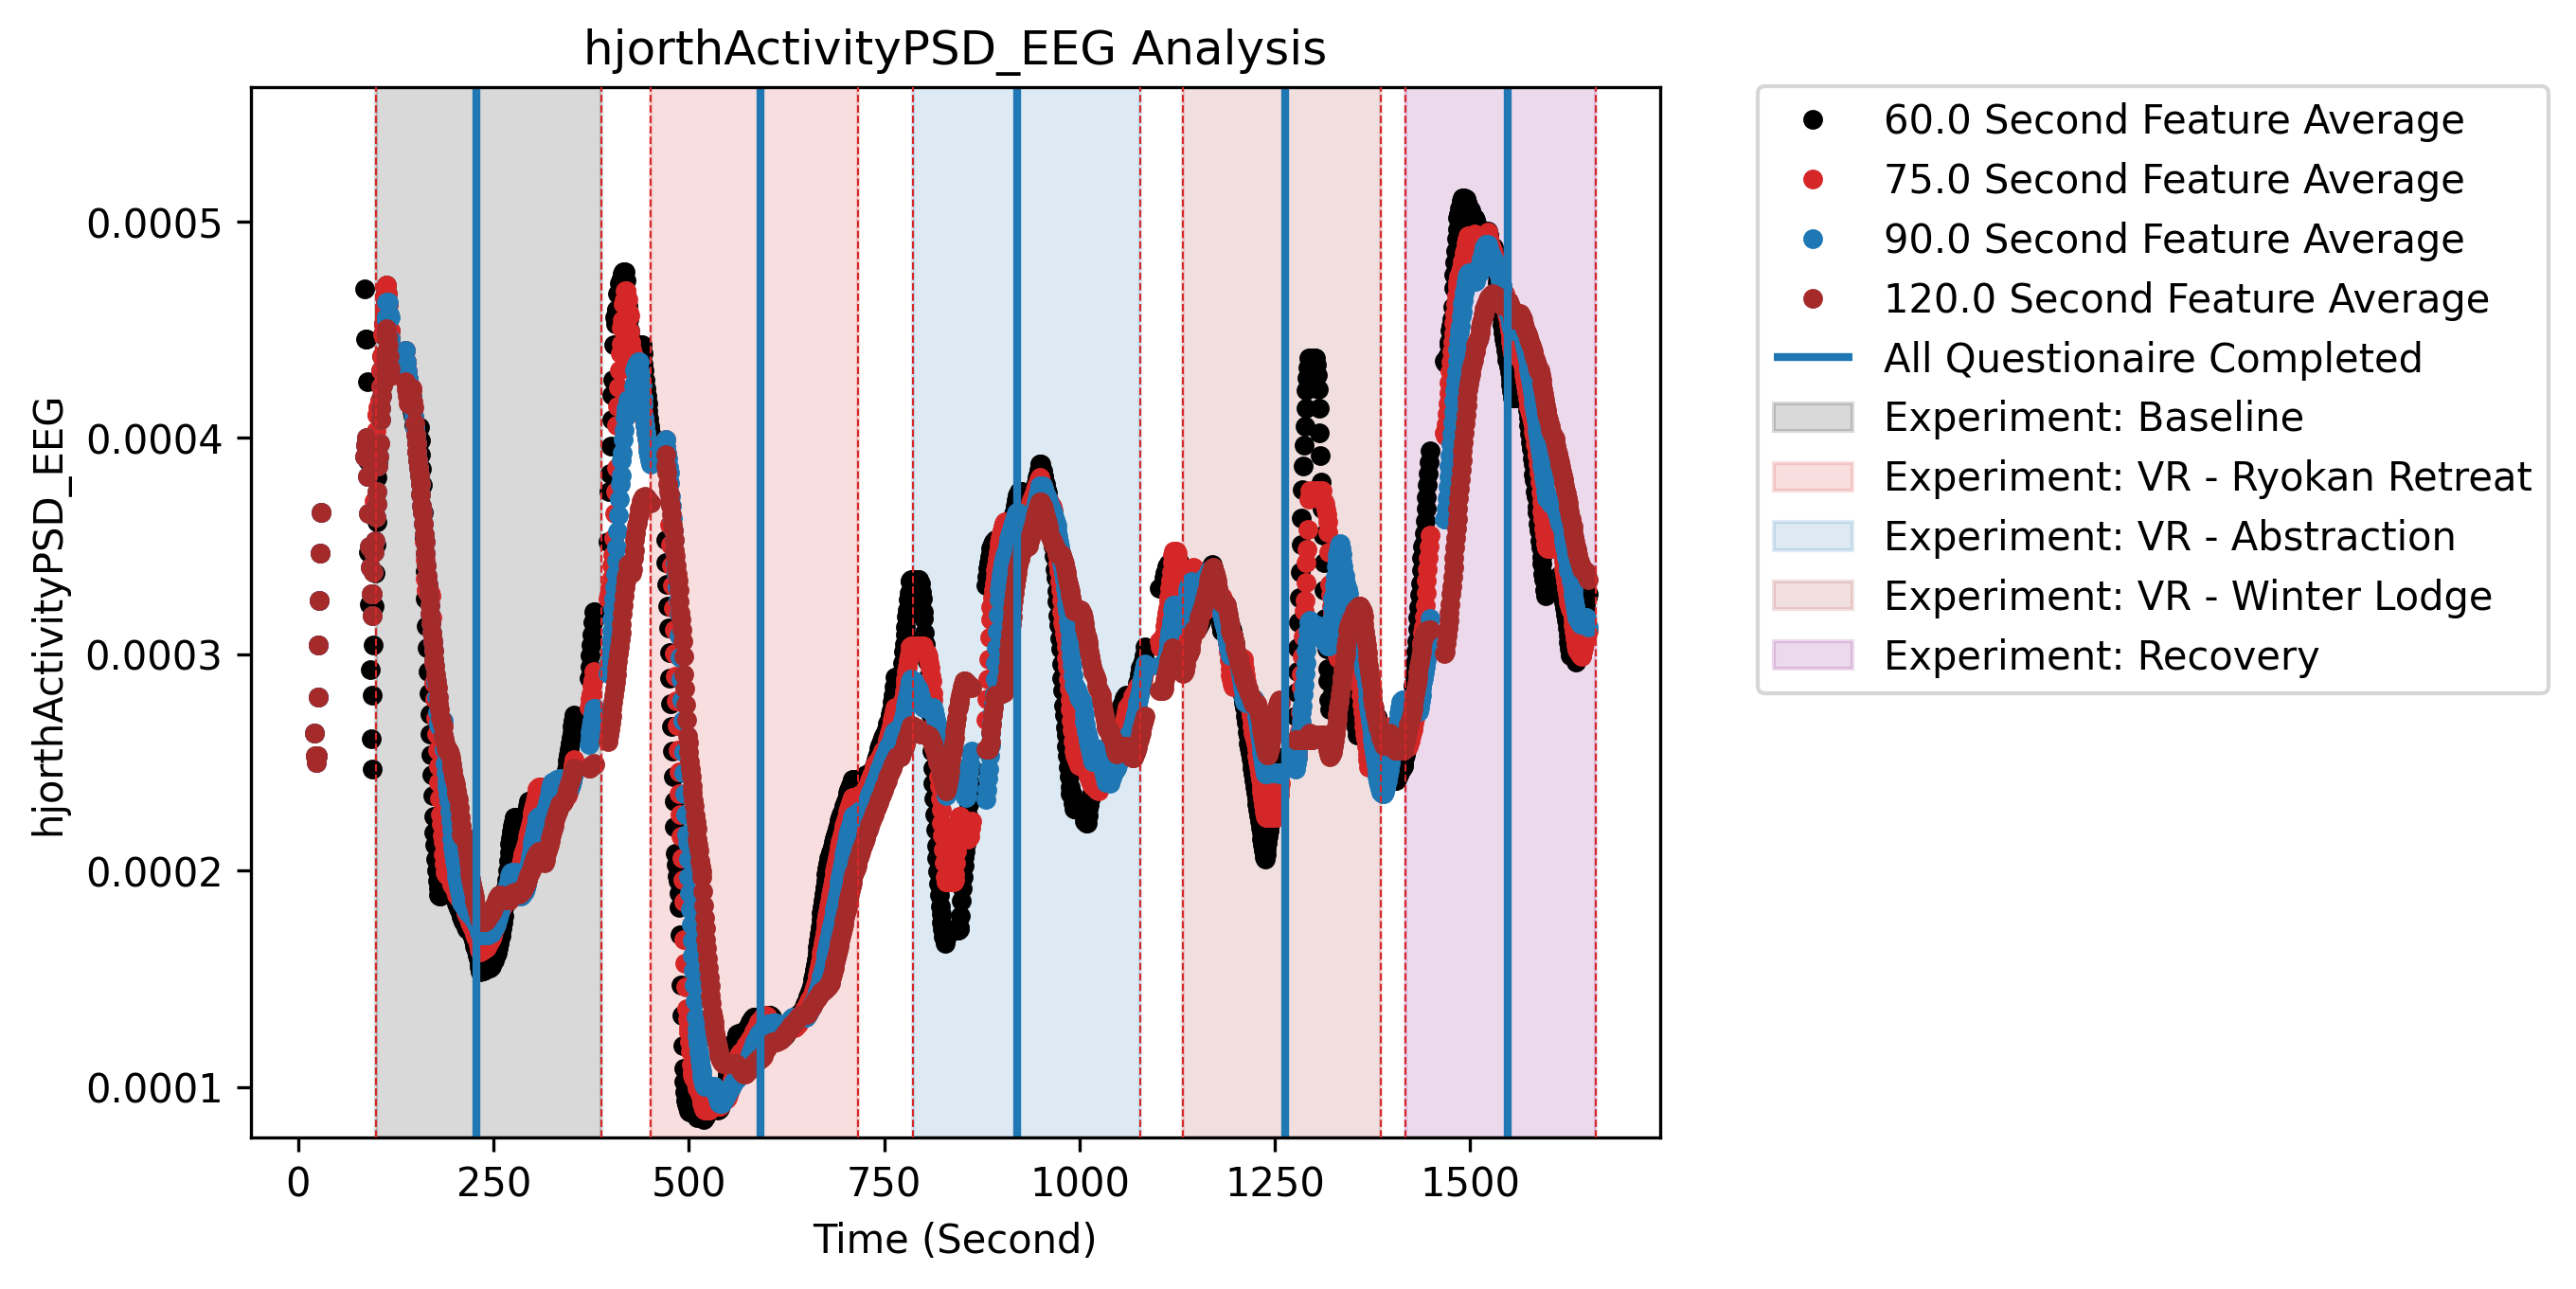 hjorthActivityPSD_EEG Analysis
hjorthActivityPSD_EEG
0.0005
0.0004
0.0003
0.0002
0.0001
0 250 500 750 1000 1250 1500
Time (Second)
60.0 Second Feature Average
75.0 Second Feature Average
90.0 Second Feature Average
120.0 Second Feature Average
All Questionaire Completed
Experiment: Baseline
Experiment: VR - Ryokan Retreat
Experiment: VR - Abstraction
Experiment: VR - Winter Lodge
Experiment: Recovery